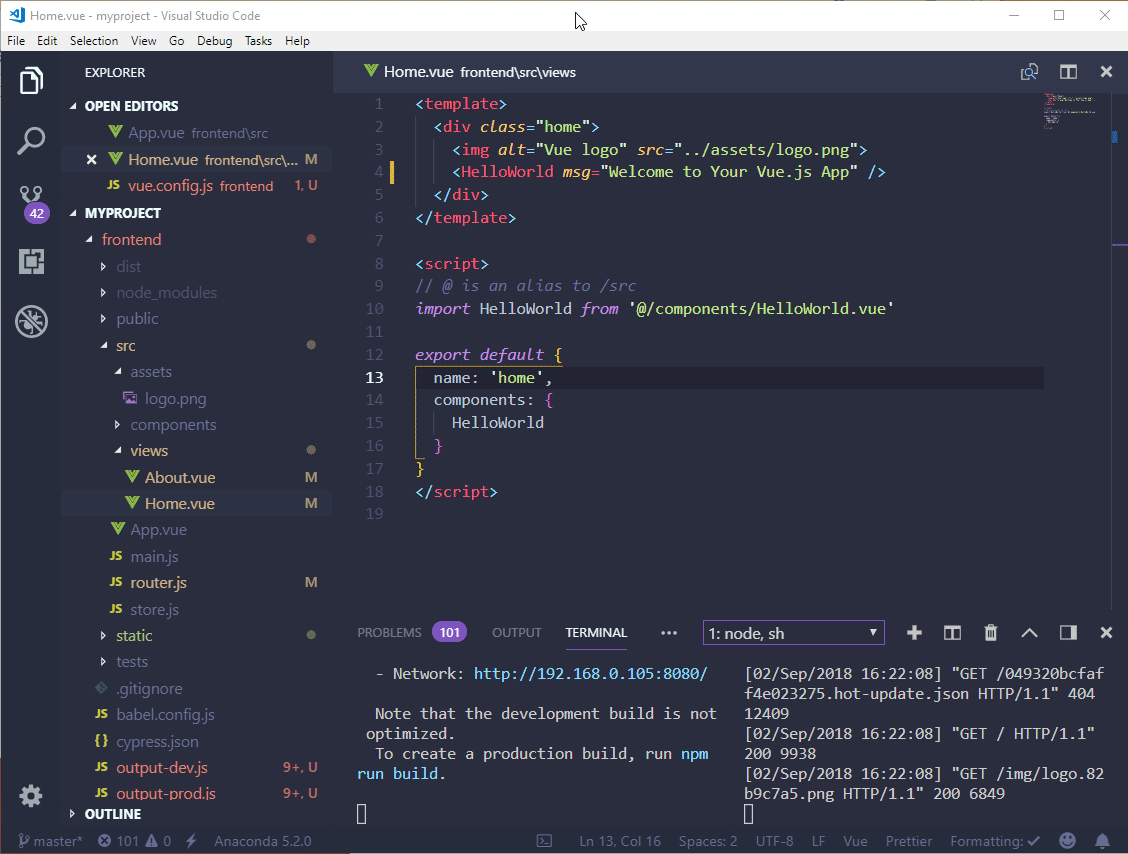 Home.vue - myproject - Visual Studio Code
File Edit Selection View Go Debug Tasks Help
EXPLORER
OPEN EDITORS
App.vue frontend\src
Home.vue frontend\src\... M
vue.config.js frontend 1, U
42
MYPROJECT
frontend
dist
node_modules
public
src
assets
logo.png
components
views
About.vue M
Home.vue M
App.vue
JS main.js
JS router.js M
JS store.js
static
tests
.gitignore
JS babel.config.js
{} cypress.json
JS output-dev.js 9+, U
JS output-prod.js 9+, U
OUTLINE
Home.vue frontend\src\views
1 <template>
2 <div class="home">
3 <img alt="Vue logo" src="../assets/logo.png">
4 <HelloWorld msg="Welcome to Your Vue.js App" />
5 </div>
6 </template>
7
8 <script>
9 // @ is an alias to /src
10 import HelloWorld from '@/components/HelloWorld.vue'
11
12 export default {
13 name: 'home',
14 components: {
15 HelloWorld
16 }
17 }
18 </script>
19
PROBLEMS 101 OUTPUT TERMINAL ••• 1: node, sh
- Network: http://192.168.0.105:8080/
Note that the development build is not
optimized.
To create a production build, run npm
run build.
[02/Sep/2018 16:22:08] "GET /049320bcfaf
f4e023275.hot-update.json HTTP/1.1" 404
12409
[02/Sep/2018 16:22:08] "GET / HTTP/1.1"
200 9938
[02/Sep/2018 16:22:08] "GET /img/logo.82
b9c7a5.png HTTP/1.1" 200 6849
master* 101 0 Anaconda 5.2.0 Ln 13, Col 16 Spaces: 2 UTF-8 LF Vue Prettier Formatting: ✓